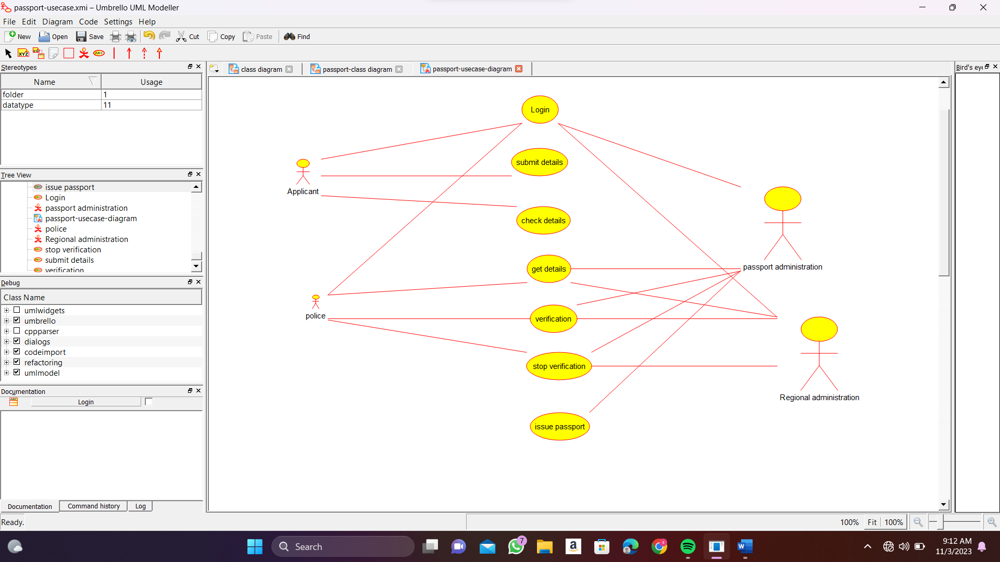 passport-usecase.xmi – Umbrello UML Modeller
File Edit Diagram Code Settings Help
New Open Save Cut Copy Paste Find
XYZ XYZ ABC
Stereotypes
Name Usage
folder 1
datatype 11
Tree View
issue passport
Login
passport administration
passport-usecase-diagram
police
Regional administration
stop verification
submit details
verification
Debug
Class Name
umlwidgets
umbrello
cppparser
dialogs
codeimport
refactoring
umlmodel
Documentation
Login
Documentation Command history Log
class diagram passport-class diagram passport-usecase-diagram
Login
submit details
Applicant
check details
get details
passport administration
police
verification
stop verification
Regional administration
issue passport
Bird's eye
Ready.
100% Fit 100%
Search
7
9:12 AM
11/3/2023